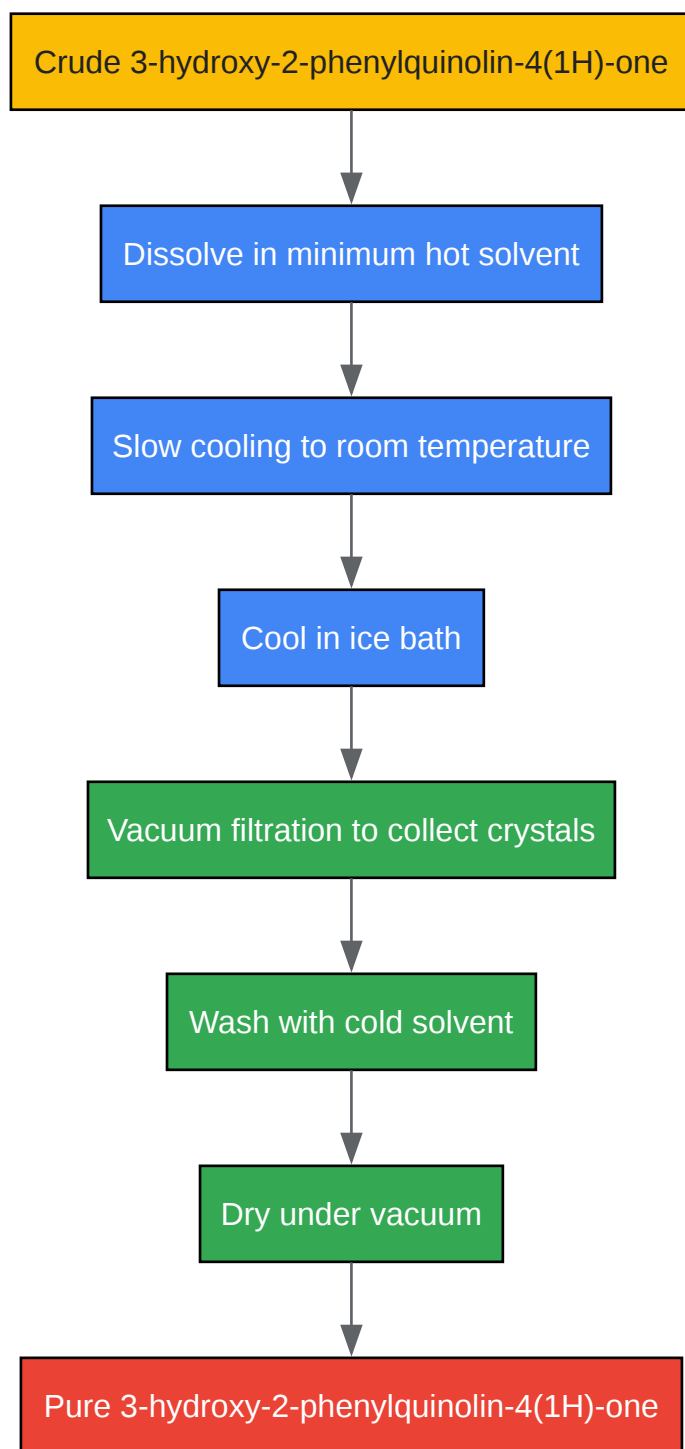 Crude 3-hydroxy-2-phenylquinolin-4(1H)-one
Dissolve in minimum hot solvent
Slow cooling to room temperature
Cool in ice bath
Vacuum filtration to collect crystals
Wash with cold solvent
Dry under vacuum
Pure 3-hydroxy-2-phenylquinolin-4(1H)-one